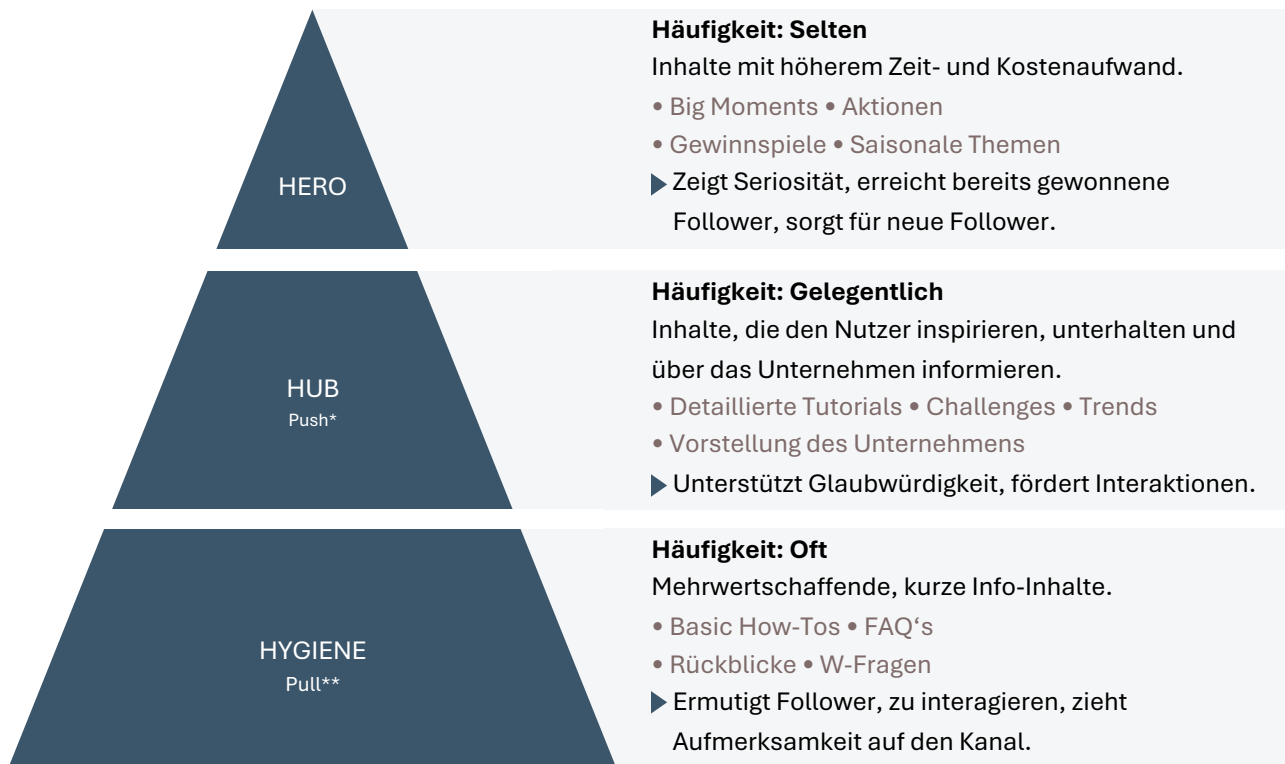 HERO
Häufigkeit: Selten
Inhalte mit höherem Zeit- und Kostenaufwand.
• Big Moments • Aktionen
• Gewinnspiele • Saisonale Themen
Zeigt Seriosität, erreicht bereits gewonnene
Follower, sorgt für neue Follower.
HUB
Push*
Häufigkeit: Gelegentlich
Inhalte, die den Nutzer inspirieren, unterhalten und
über das Unternehmen informieren.
• Detaillierte Tutorials • Challenges • Trends
• Vorstellung des Unternehmens
Unterstützt Glaubwürdigkeit, fördert Interaktionen.
HYGIENE
Pull**
Häufigkeit: Oft
Mehrwertschaffende, kurze Info-Inhalte.
• Basic How-Tos • FAQ‘s
• Rückblicke • W-Fragen
Ermutigt Follower, zu interagieren, zieht
Aufmerksamkeit auf den Kanal.